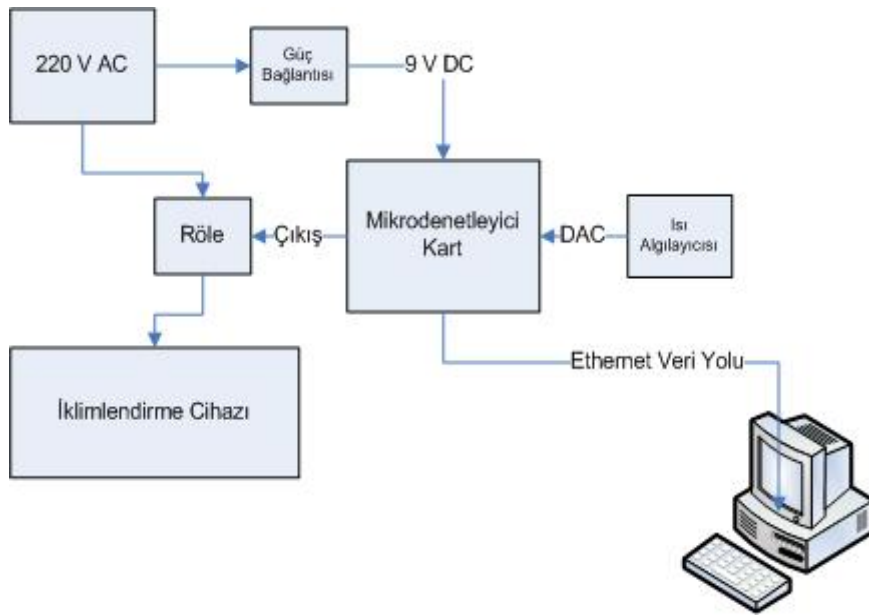 220 V AC
Güç
Bağlantısı
9 V DC
Röle
Çıkış
Mikrodenetleyici
Kart
DAC
Isı
Algılayıcısı
Ethernet Veri Yolu
İklimlendirme Cihazı